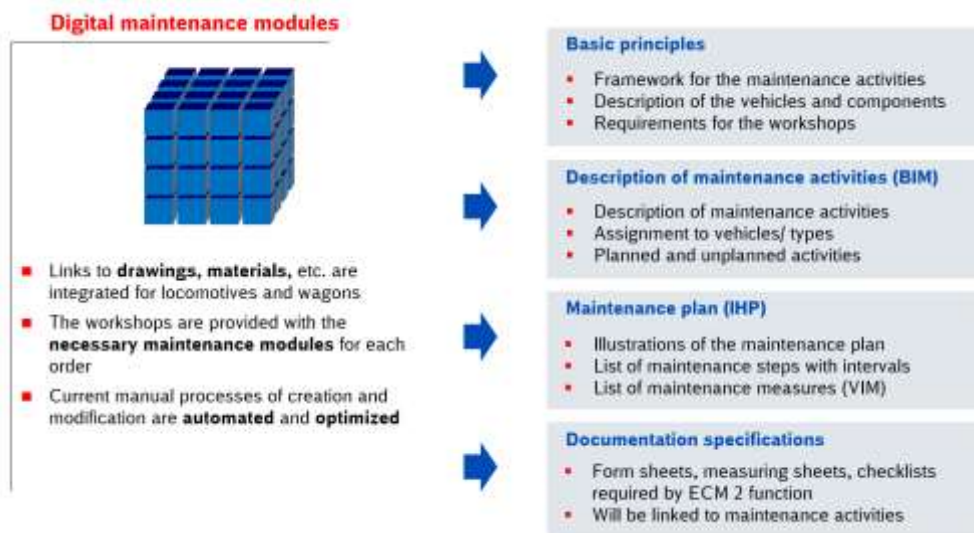 Digital maintenance modules
Links to drawings, materials, etc. are
integrated for locomotives and wagons
The workshops are provided with the
necessary maintenance modules for each
order
Current manual processes of creation and
modification are automated and optimized
Basic principles
Framework for the maintenance activities
Description of the vehicles and components
Requirements for the workshops
Description of maintenance activities (BIM)
Description of maintenance activities
Assignment to vehicles/ types
Planned and unplanned activities
Maintenance plan (IHP)
Illustrations of the maintenance plan
List of maintenance steps with intervals
List of maintenance measures (VIM)
Documentation specifications
Form sheets, measuring sheets, checklists
required by ECM 2 function
Will be linked to maintenance activities